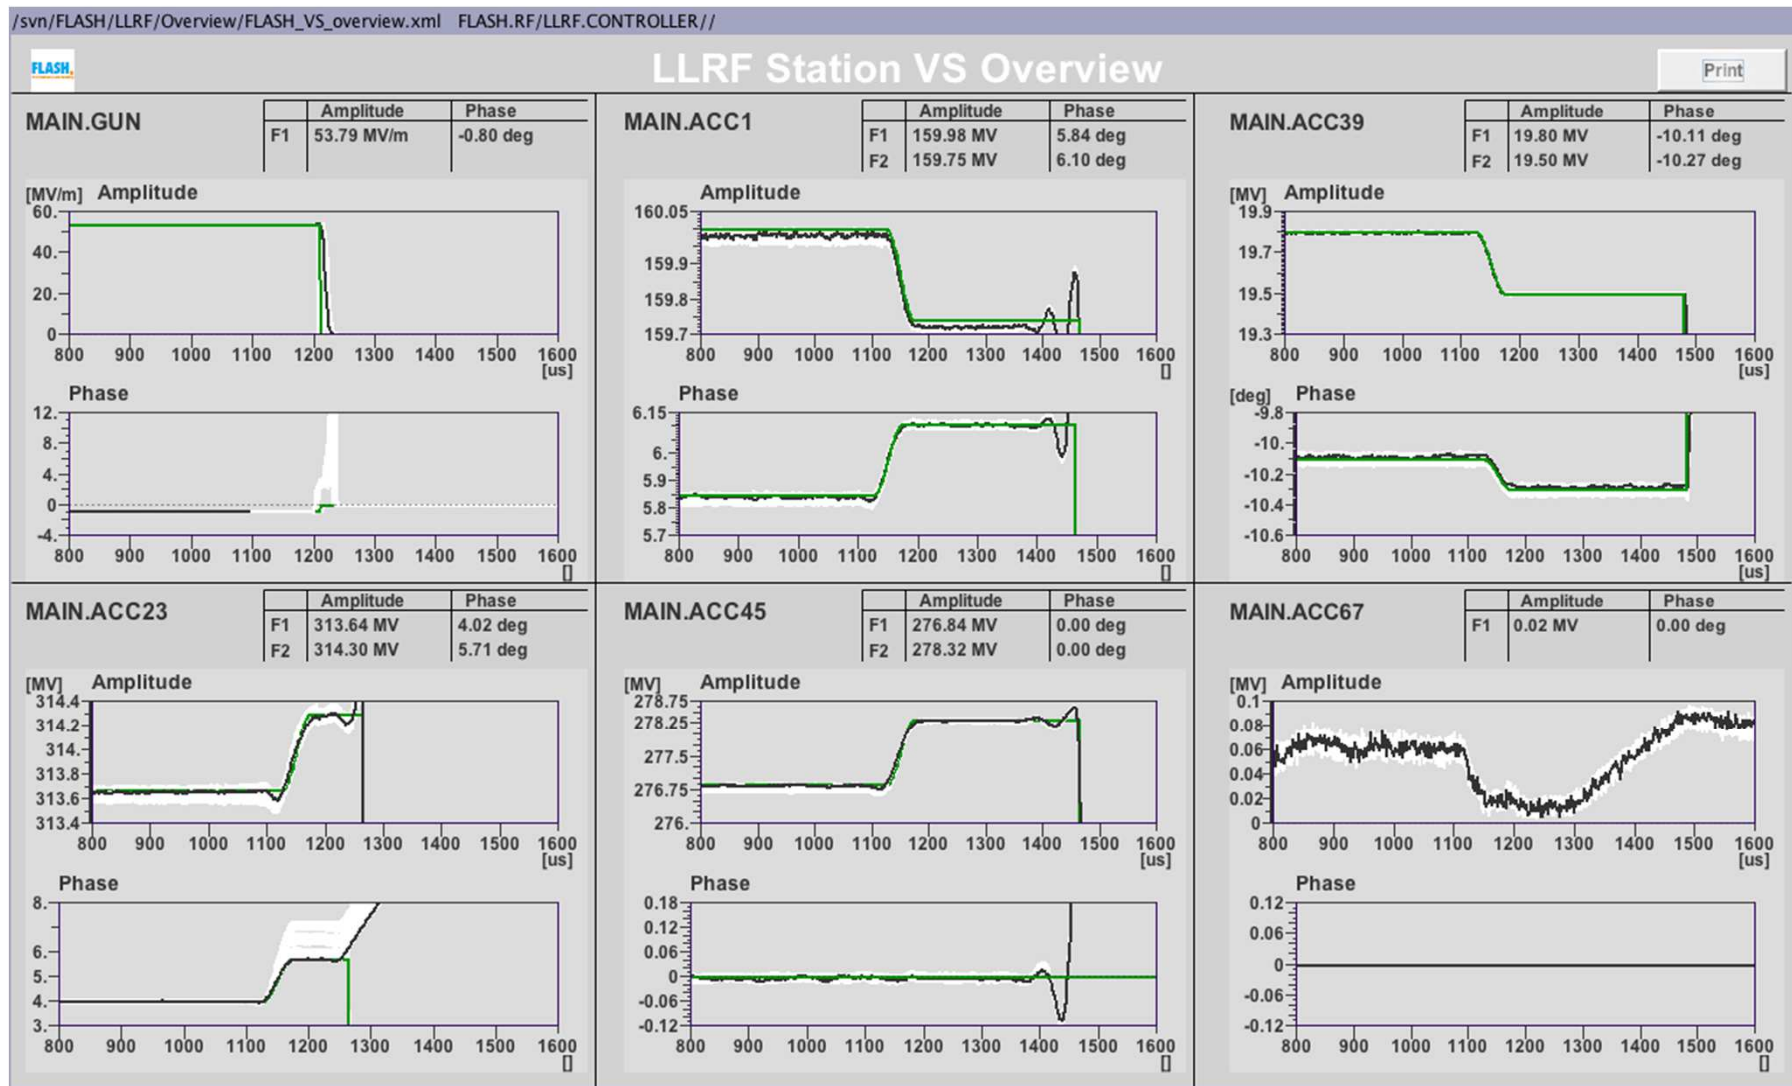 /svn/FLASH/LLRF/Overview/FLASH_VS_overview.xml FLASH.RF/LLRF.CONTROLLER//
FLASH.
LLRF Station VS Overview
Print
MAIN.GUN
Amplitude Phase
F1 53.79 MV/m -0.80 deg
[MV/m] Amplitude
60.
40.
20.
0
800 900 1000 1100 1200 1300 1400 1500 1600
[us]
Phase
12.
8.
4.
0
-4.
800 900 1000 1100 1200 1300 1400 1500 1600
[]
MAIN.ACC1
Amplitude Phase
F1 159.98 MV 5.84 deg
F2 159.75 MV 6.10 deg
Amplitude
160.05
159.9
159.8
159.7
800 900 1000 1100 1200 1300 1400 1500 1600
[]
Phase
6.15
6.
5.9
5.8
5.7
800 900 1000 1100 1200 1300 1400 1500 1600
[]
MAIN.ACC39
Amplitude Phase
F1 19.80 MV -10.11 deg
F2 19.50 MV -10.27 deg
[MV] Amplitude
19.9
19.7
19.5
19.3
800 900 1000 1100 1200 1300 1400 1500 1600
[us]
[deg] Phase
-9.8
-10.
-10.2
-10.4
-10.6
800 900 1000 1100 1200 1300 1400 1500 1600
[us]
MAIN.ACC23
Amplitude Phase
F1 313.64 MV 4.02 deg
F2 314.30 MV 5.71 deg
[MV] Amplitude
314.4
314.2
314.
313.8
313.6
313.4
800 900 1000 1100 1200 1300 1400 1500 1600
[us]
Phase
8.
6.
5.
4.
3.
800 900 1000 1100 1200 1300 1400 1500 1600
[]
MAIN.ACC45
Amplitude Phase
F1 276.84 MV 0.00 deg
F2 278.32 MV 0.00 deg
[MV] Amplitude
278.75
278.25
277.5
276.75
276.
800 900 1000 1100 1200 1300 1400 1500 1600
[us]
Phase
0.18
0.12
0.06
0
-0.06
-0.12
800 900 1000 1100 1200 1300 1400 1500 1600
[]
MAIN.ACC67
Amplitude Phase
F1 0.02 MV 0.00 deg
[MV] Amplitude
0.1
0.08
0.06
0.04
0.02
0
800 900 1000 1100 1200 1300 1400 1500 1600
[us]
Phase
0.12
0.06
0
-0.06
-0.12
800 900 1000 1100 1200 1300 1400 1500 1600
[]